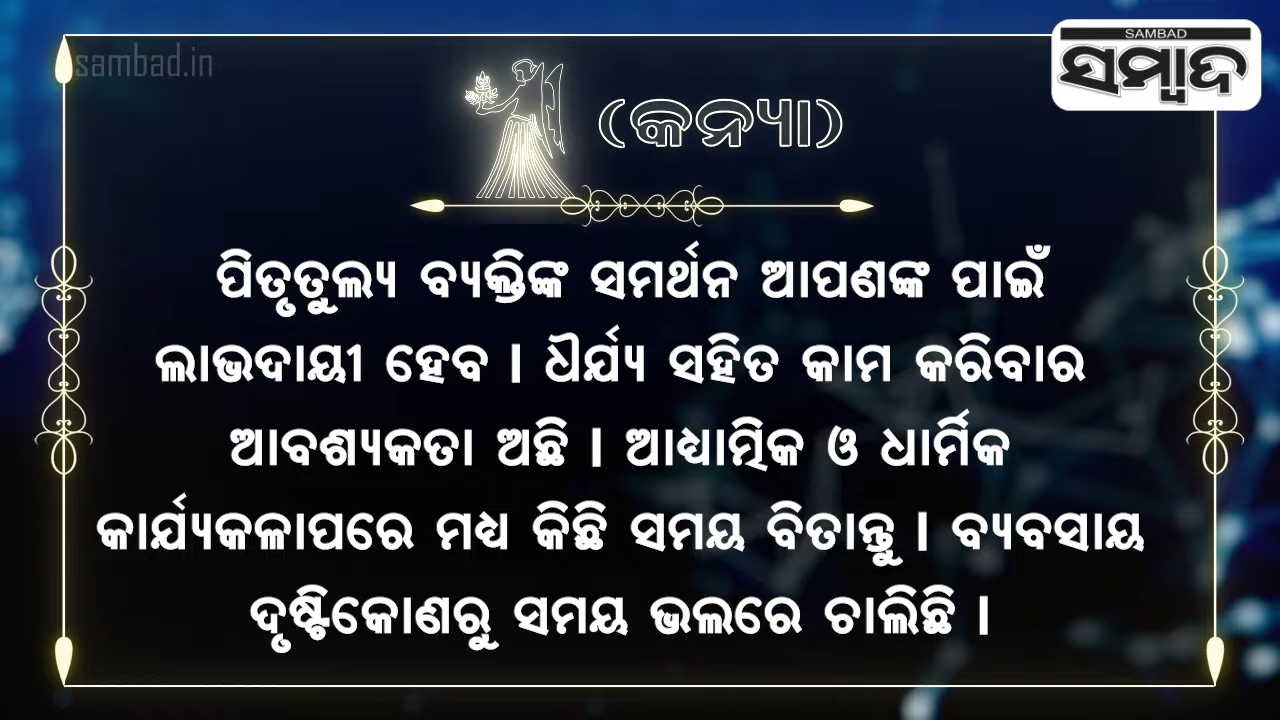 sambad.in
SAMBAD
ସମ୍ବାଦ
(କନ୍ୟା)
ପିତୃତୁଲ୍ୟ ବ୍ୟକ୍ତିଙ୍କ ସମର୍ଥନ ଆପଣଙ୍କ ପାଇଁ
ଲାଭଦାୟୀ ହେବ । ଧୈର୍ଯ୍ୟ ସହିତ କାମ କରିବାର
ଆବଶ୍ୟକତା ଅଛି । ଆଧ୍ୟାତ୍ମିକ ଓ ଧାର୍ମିକ
କାର୍ଯ୍ୟକଳାପରେ ମଧ୍ୟ କିଛି ସମୟ ବିତାନ୍ତୁ । ବ୍ୟବସାୟ
ଦୃଷ୍ଟିକୋଣରୁ ସମୟ ଭଲରେ ଚାଲିଛି ।